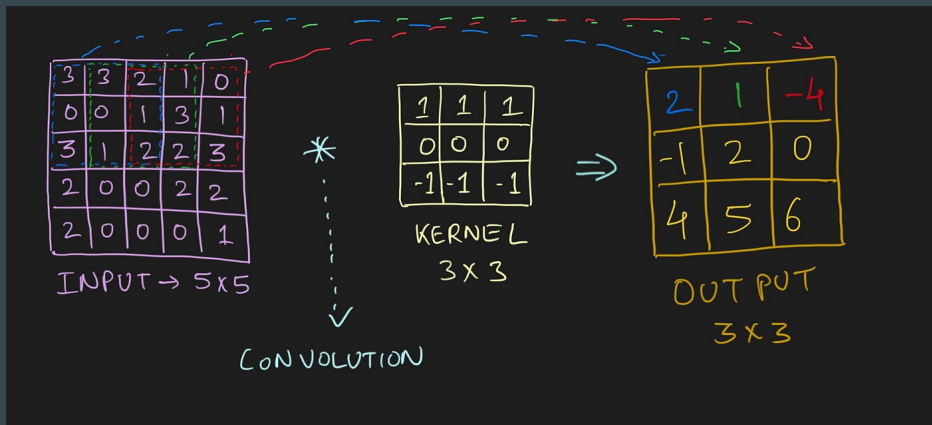 3 3 2 1 0
0 0 1 3 1
3 1 2 2 3
2 0 0 2 2
2 0 0 0 1
INPUT → 5x5
*
CONVOLUTION
1 1 1
0 0 0
-1 -1 -1
KERNEL
3 x 3
⇒
2 1 -4
-1 2 0
4 5 6
OUTPUT
3 x 3